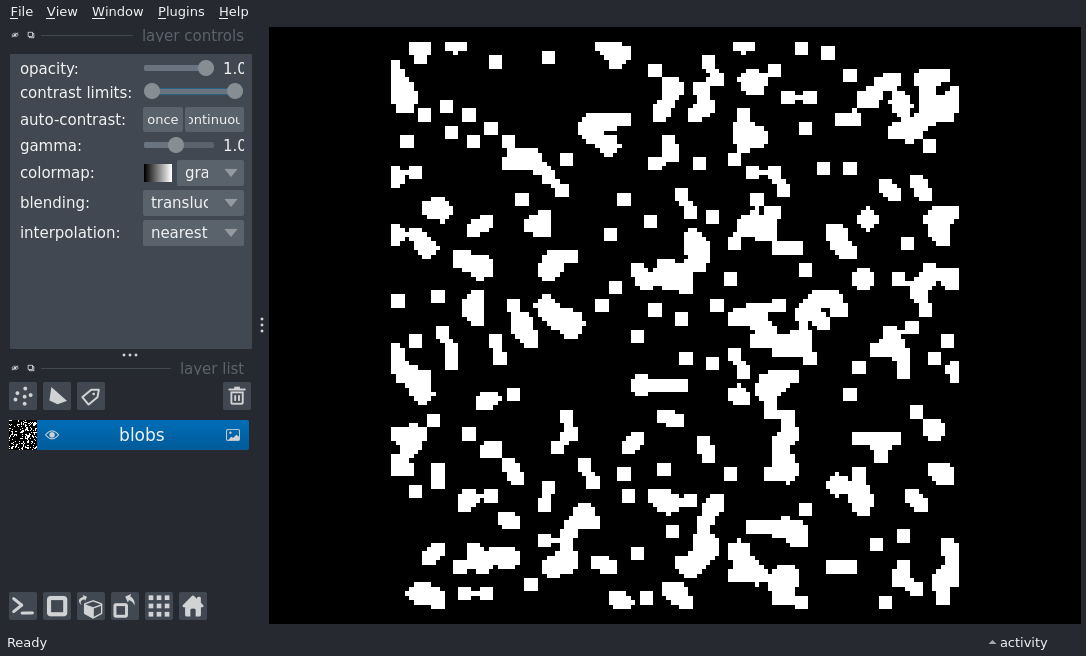 File View Window Plugins Help
layer controls
opacity: 1.0
contrast limits:
auto-contrast: once ontinuou
gamma: 1.0
colormap: gra
blending: transluc
interpolation: nearest
layer list
blobs
Ready
activity